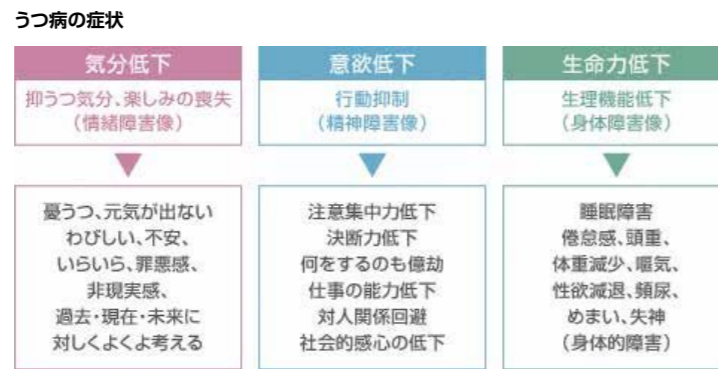 うつ病の症状
気分低下
抑うつ気分、楽しみの喪失
（情緒障害像）
憂うつ、元気が出ない
わびしい、不安、
いらいら、罪悪感、
非現実感、
過去・現在・未来に
対しくよくよ考える
意欲低下
行動抑制
（精神障害像）
注意集中力低下
決断力低下
何をするのも億劫
仕事の能力低下
対人関係回避
社会的感心の低下
生命力低下
生理機能低下
（身体障害像）
睡眠障害
倦怠感、頭重、
体重減少、嘔気、
性欲減退、頻尿、
めまい、失神
（身体的障害）